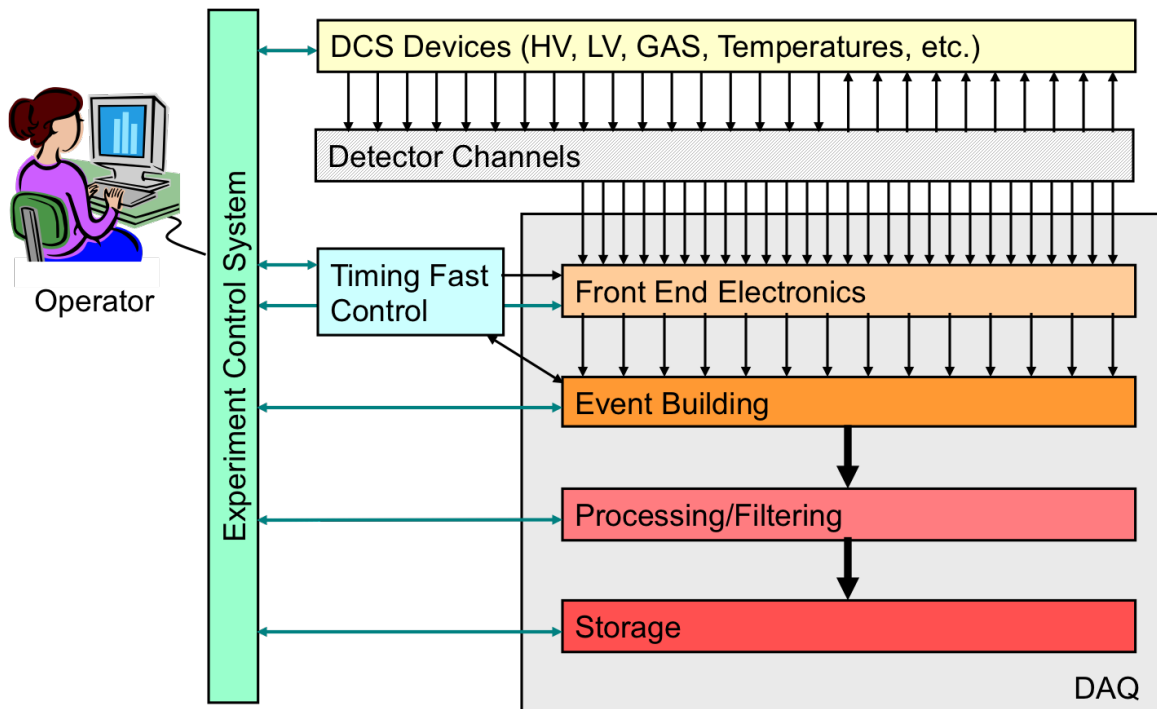 DCS Devices (HV, LV, GAS, Temperatures, etc.)
Detector Channels
Experiment Control System
Operator
Timing Fast
Control
Front End Electronics
Event Building
Processing/Filtering
Storage
DAQ